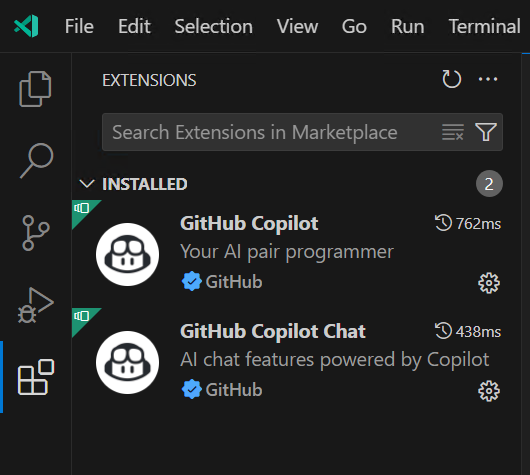 File Edit Selection View Go Run Terminal
EXTENSIONS
Search Extensions in Marketplace
INSTALLED 2
GitHub Copilot 762ms
Your AI pair programmer
GitHub
GitHub Copilot Chat 438ms
AI chat features powered by Copilot
GitHub